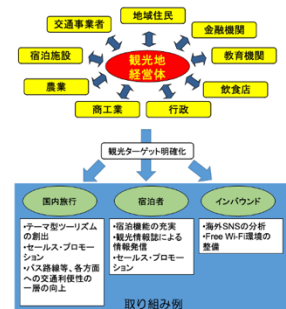 地域住民
交通事業者
金融機関
宿泊施設
教育機関
観光地
経営体
農業
飲食店
商工業
行政
観光ターゲット明確化
国内旅行
宿泊者
インバウンド
・テーマ型ツーリズム
の創出
・セールス・プロモー
ション
・バス路線等、各方面
への交通利便性の
一層の向上
・宿泊機能の充実
・観光情報誌による
情報発信
・セールス・プロモー
ション
・海外SNSの分析
・Free Wi-Fi環境の
整備
取り組み例